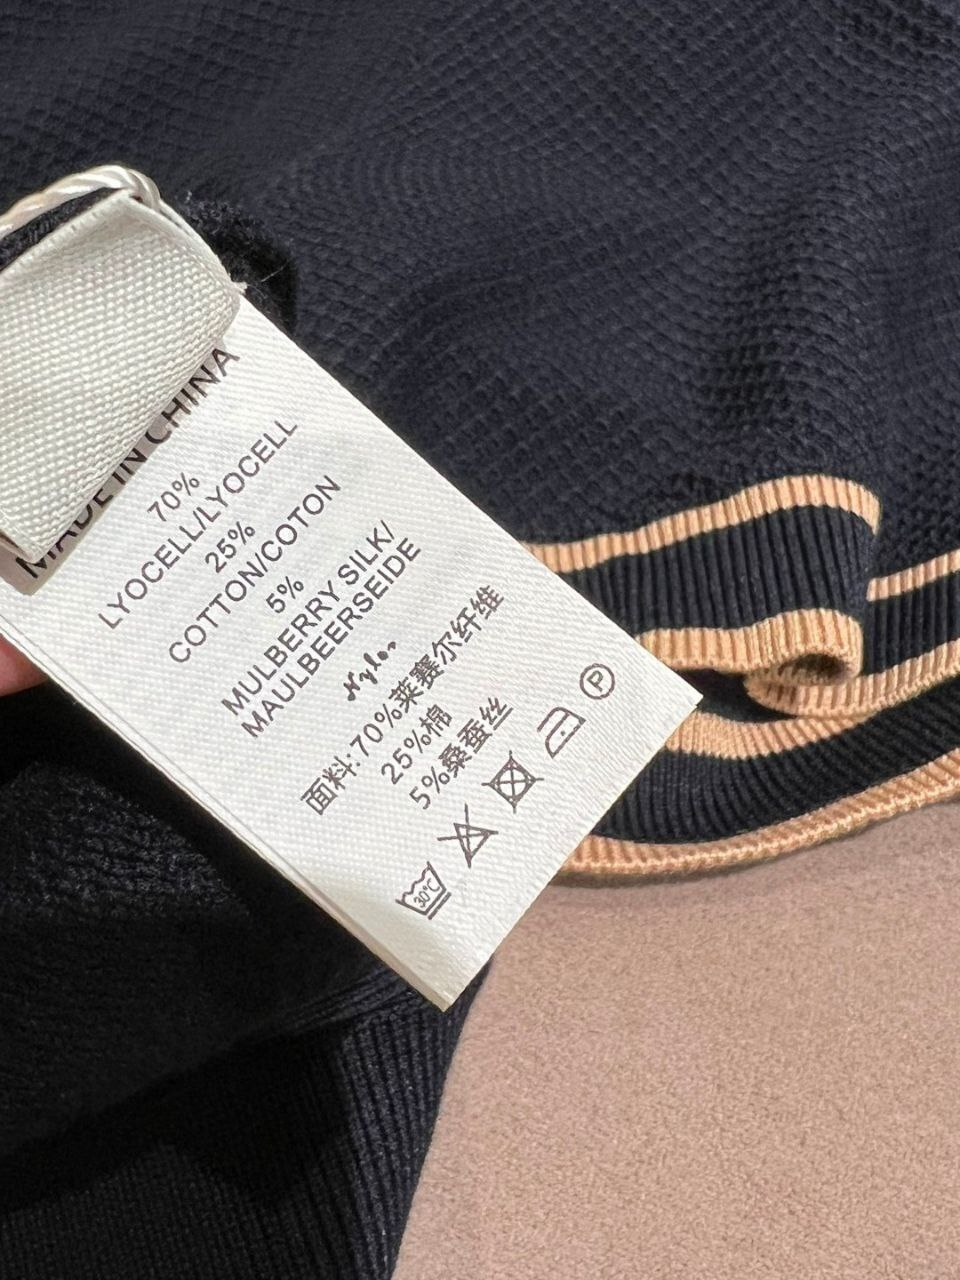 MADE IN CHINA
70%
LYOCELL/LYOCELL
25%
COTTON/COTON
5%
MULBERRY SILK/
MAULBEERSEIDE
Nylon
面料:70%莱赛尔纤维
25%棉
5%桑蚕丝
30°C
P